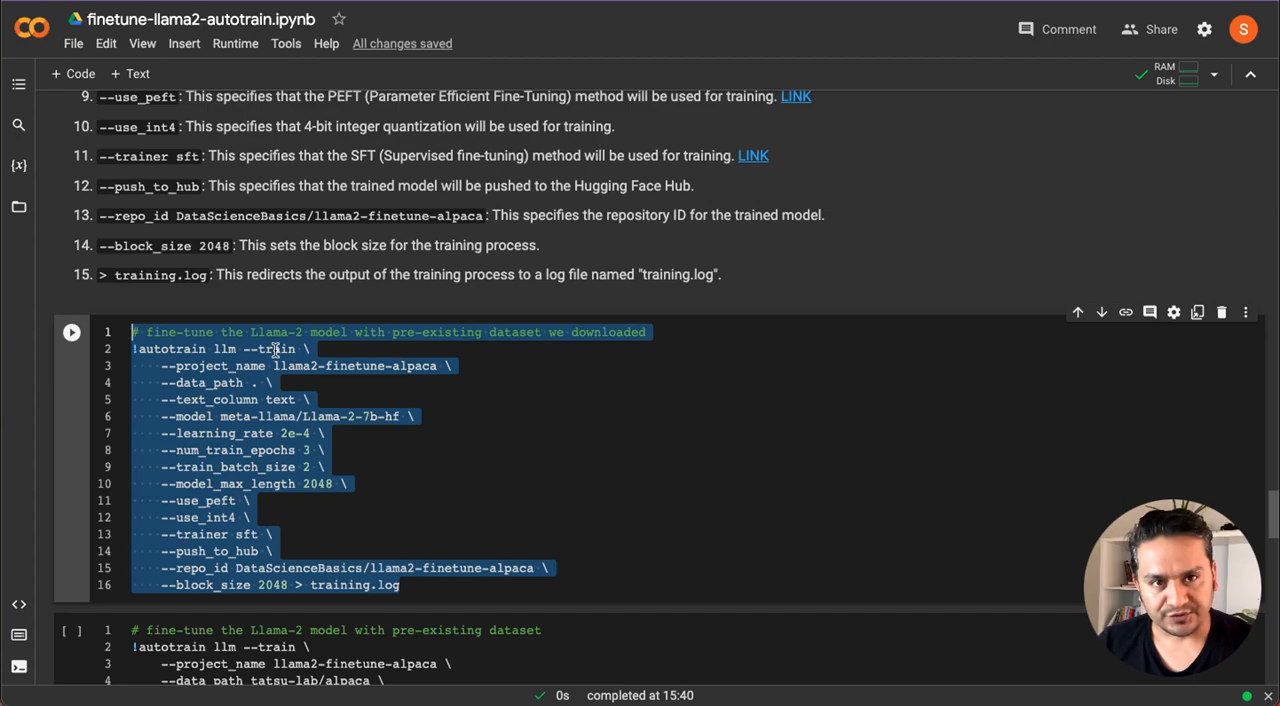 finetune-llama2-autotrain.ipynb
File Edit View Insert Runtime Tools Help All changes saved
Comment Share S
+ Code + Text
RAM
Disk
9. --use_peft: This specifies that the PEFT (Parameter Efficient Fine-Tuning) method will be used for training. LINK
10. --use_int4: This specifies that 4-bit integer quantization will be used for training.
11. --trainer sft: This specifies that the SFT (Supervised fine-tuning) method will be used for training. LINK
12. --push_to_hub: This specifies that the trained model will be pushed to the Hugging Face Hub.
13. --repo_id DataScienceBasics/llama2-finetune-alpaca: This specifies the repository ID for the trained model.
14. --block_size 2048: This sets the block size for the training process.
15. > training.log: This redirects the output of the training process to a log file named "training.log".
1 # fine-tune the Llama-2 model with pre-existing dataset we downloaded
2 !autotrain llm --train \
3 --project_name llama2-finetune-alpaca \
4 --data_path . \
5 --text_column text \
6 --model meta-llama/Llama-2-7b-hf \
7 --learning_rate 2e-4 \
8 --num_train_epochs 3 \
9 --train_batch_size 2 \
10 --model_max_length 2048 \
11 --use_peft \
12 --use_int4 \
13 --trainer sft \
14 --push_to_hub \
15 --repo_id DataScienceBasics/llama2-finetune-alpaca \
16 --block_size 2048 > training.log
[ ] 1 # fine-tune the Llama-2 model with pre-existing dataset
2 !autotrain llm --train \
3 --project_name llama2-finetune-alpaca \
4 --data_path tatsu-lab/alpaca \
0s completed at 15:40